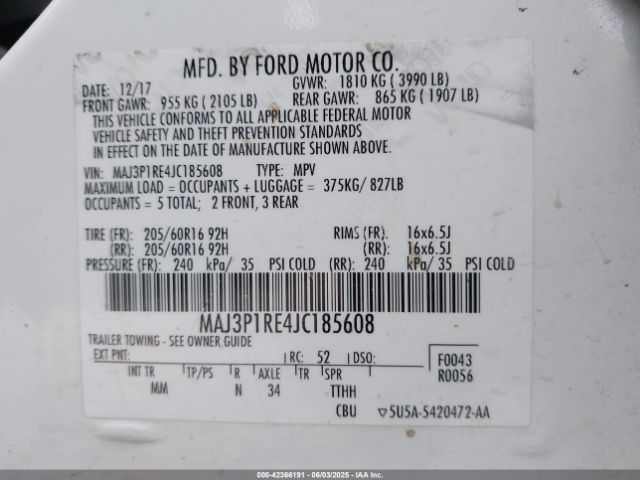 MFD. BY FORD MOTOR CO.
DATE: 12/17 GVWR: 1810 KG ( 3990 LB)
FRONT GAWR: 955 KG ( 2105 LB) REAR GAWR: 865 KG ( 1907 LB)
THIS VEHICLE CONFORMS TO ALL APPLICABLE FEDERAL MOTOR
VEHICLE SAFETY AND THEFT PREVENTION STANDARDS
IN EFFECT ON THE DATE OF MANUFACTURE SHOWN ABOVE.
VIN: MAJ3P1RE4JC185608 TYPE: MPV
MAXIMUM LOAD = OCCUPANTS + LUGGAGE = 375KG/ 827LB
OCCUPANTS = 5 TOTAL; 2 FRONT, 3 REAR
TIRE (FR): 205/60R16 92H RIMS (FR). 16x6.5J
(RR): 205/60R16 92H (RR): 16x6.5J
PRESSURE (FR): 240 kPa/ 35 PSI COLD (RR): 240 kPa/ 35 PSI COLD
MAJ3P1RE4JC185608
TRAILER TOWING - SEE OWNER GUIDE
EXT PNT: RC: 52 DSO: F0043
INT TR TP/PS R AXLE TR SPR R0056
MM N 34 TTHH
CBU ▽5U5A-5420472-AA
000-42366191 - 06/03/2025 - IAAI.CA